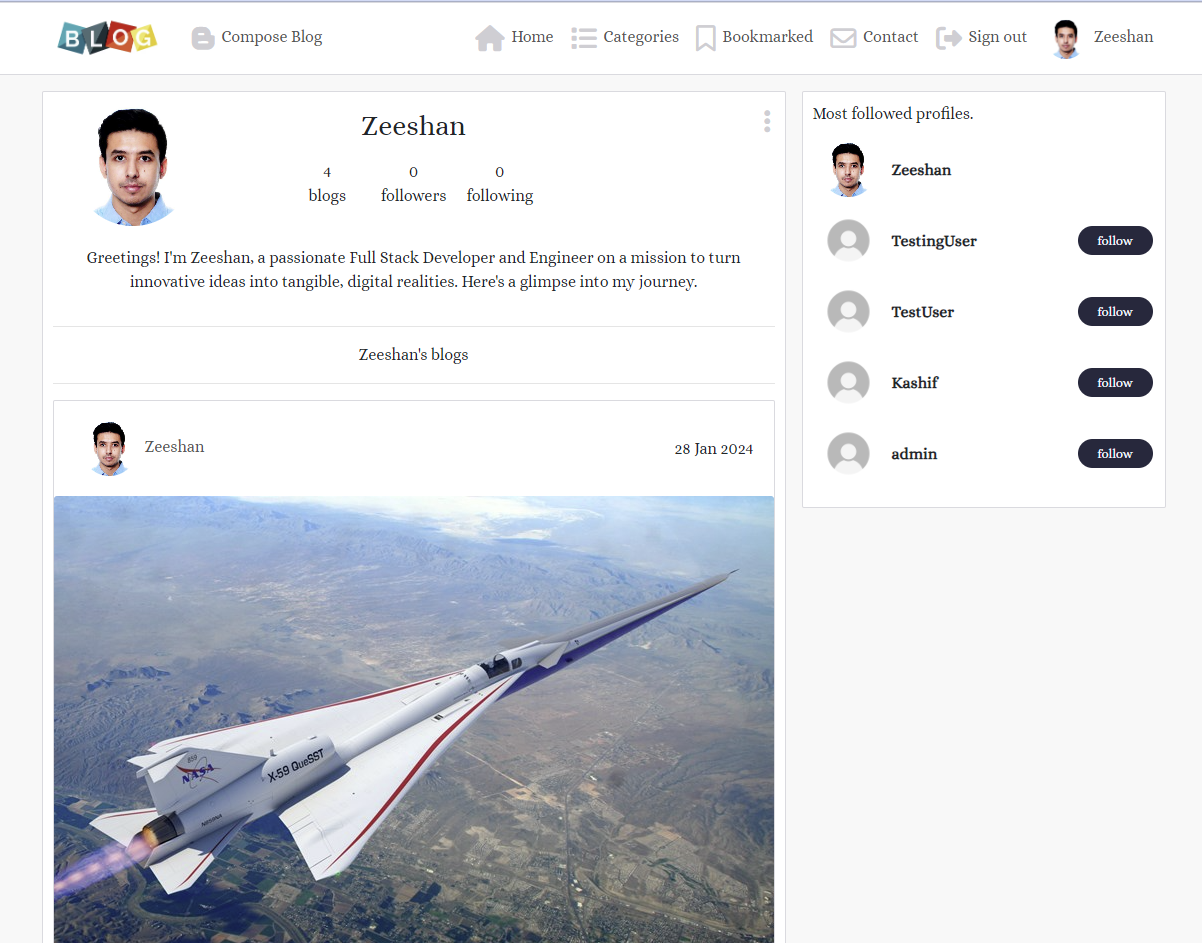 BLOG
Compose Blog
Home
Categories
Bookmarked
Contact
Sign out
Zeeshan
Zeeshan
4
blogs
0
followers
0
following
Greetings! I'm Zeeshan, a passionate Full Stack Developer and Engineer on a mission to turn
innovative ideas into tangible, digital realities. Here's a glimpse into my journey.
Zeeshan's blogs
Zeeshan
28 Jan 2024
859
NASA
X-59 QueSST
N859NA
Most followed profiles.
Zeeshan
TestingUser
follow
TestUser
follow
Kashif
follow
admin
follow